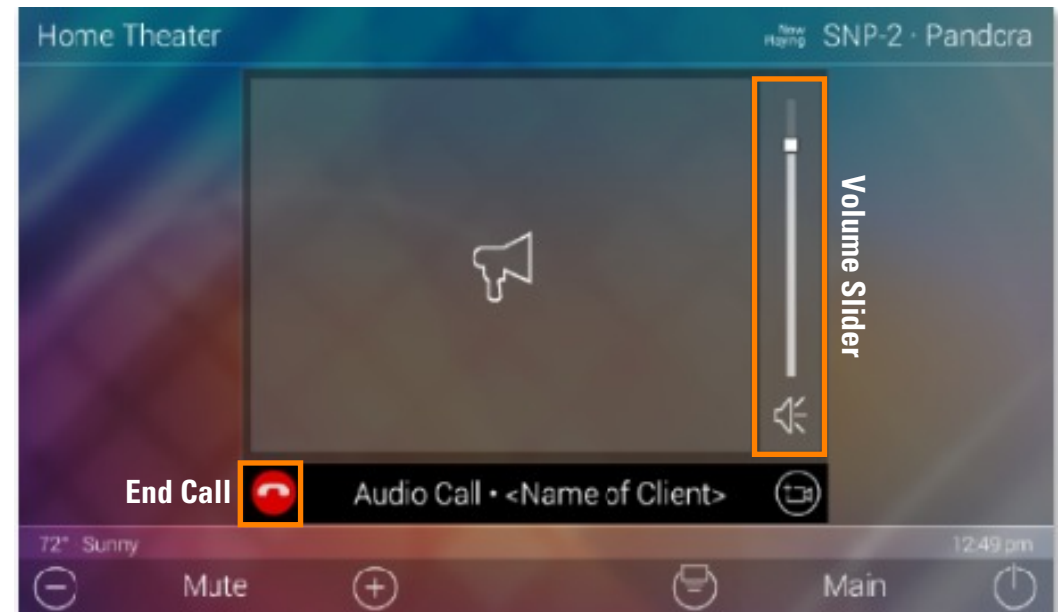 Home Theater
Now Playing SNP-2 · Pandora
Volume Slider
End Call
Audio Call • <Name of Client>
72° Sunny
12:49 pm
Mute
Main